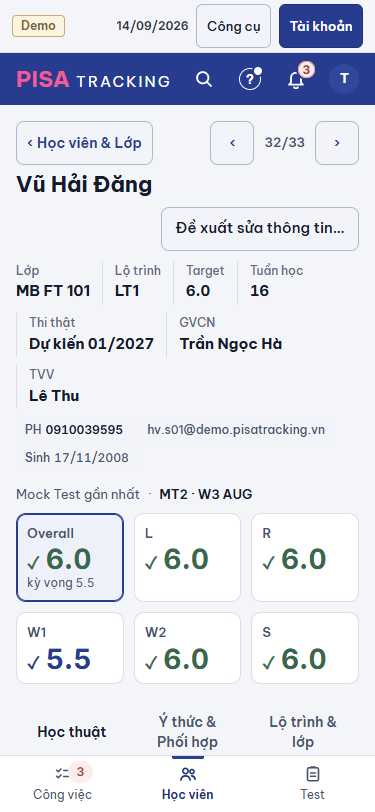 Demo 14/09/2026 Công cụ Tài khoản
PISA TRACKING ? 3 T
‹ Học viên & Lớp ‹ 32/33 ›
Vũ Hải Đăng
Đề xuất sửa thông tin...
Lớp Lộ trình Target Tuần học
MB FT 101 LT1 6.0 16
Thi thật GVCN
Dự kiến 01/2027 Trần Ngọc Hà
TVV
Lê Thu
PH 0910039595 hv.s01@demo.pisatracking.vn
Sinh 17/11/2008
Mock Test gần nhất · MT2 · W3 AUG
Overall L R
✓ 6.0 ✓ 6.0 ✓ 6.0
kỳ vọng 5.5
W1 W2 S
✓ 5.5 ✓ 6.0 ✓ 6.0
Học thuật Ý thức & Phối hợp Lộ trình & lớp
3
Công việc Học viên Test